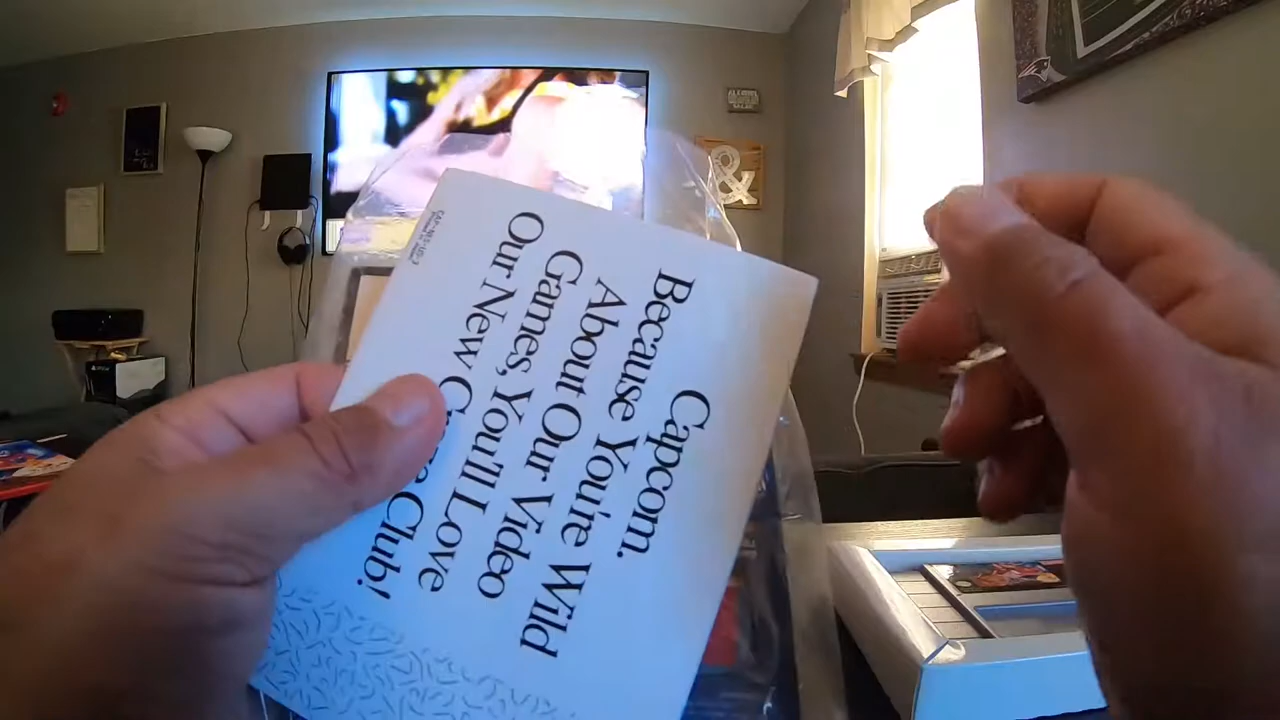 Capcom.
Because You're Wild
About Our Video
Games, You'll Love
Our New Club!